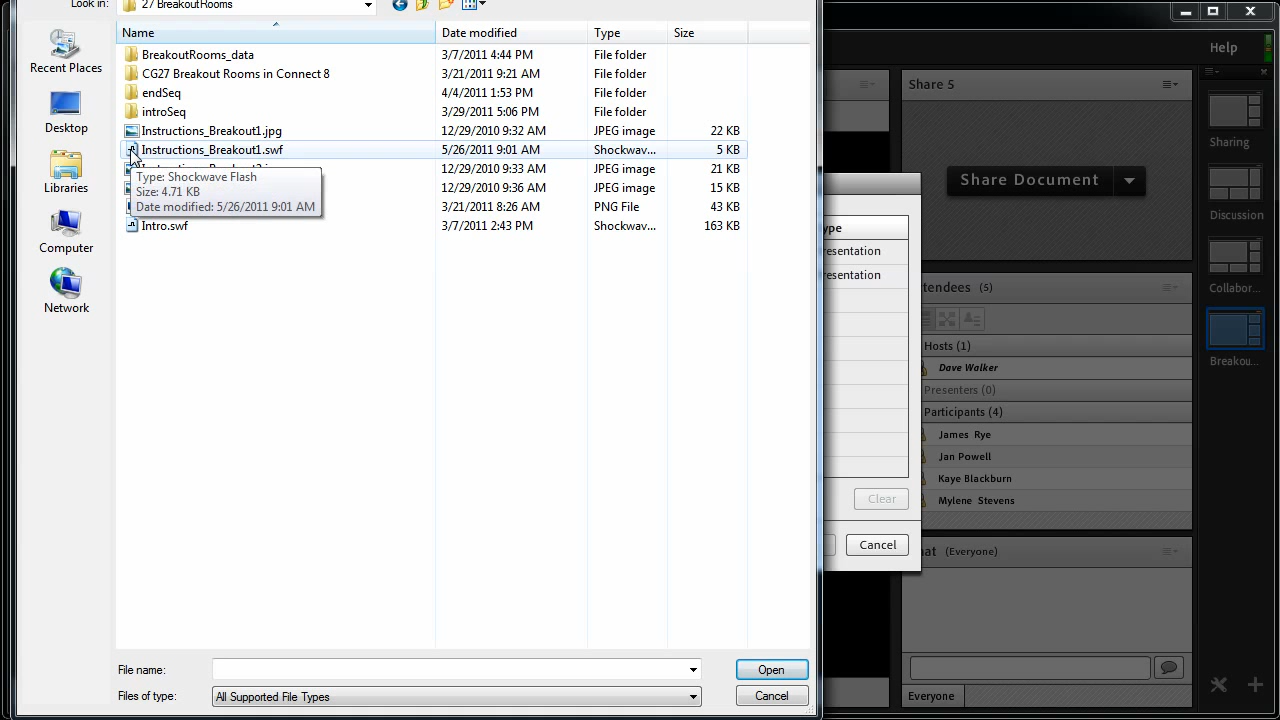 Look in:
27 BreakoutRooms
Name
Date modified
Type
Size
BreakoutRooms_data
3/7/2011 4:44 PM
File folder
CG27 Breakout Rooms in Connect 8
3/21/2011 9:21 AM
File folder
endSeq
4/4/2011 1:53 PM
File folder
introSeq
3/29/2011 5:06 PM
File folder
Instructions_Breakout1.jpg
12/29/2010 9:32 AM
JPEG image
22 KB
Instructions_Breakout1.swf
5/26/2011 9:01 AM
Shockwav...
5 KB
12/29/2010 9:33 AM
JPEG image
21 KB
12/29/2010 9:36 AM
JPEG image
15 KB
3/21/2011 8:26 AM
PNG File
43 KB
Intro.swf
3/7/2011 2:43 PM
Shockwav...
163 KB
Type: Shockwave Flash
Size: 4.71 KB
Date modified: 5/26/2011 9:01 AM
Recent Places
Desktop
Libraries
Computer
Network
File name:
Open
Files of type:
All Supported File Types
Cancel
ype
resentation
resentation
Clear
Cancel
Help
Share 5
Share Document
tendees (5)
Hosts (1)
Dave Walker
Presenters (0)
Participants (4)
James Rye
Jan Powell
Kaye Blackburn
Mylene Stevens
at (Everyone)
Everyone
Sharing
Discussion
Collabor...
Breakou...